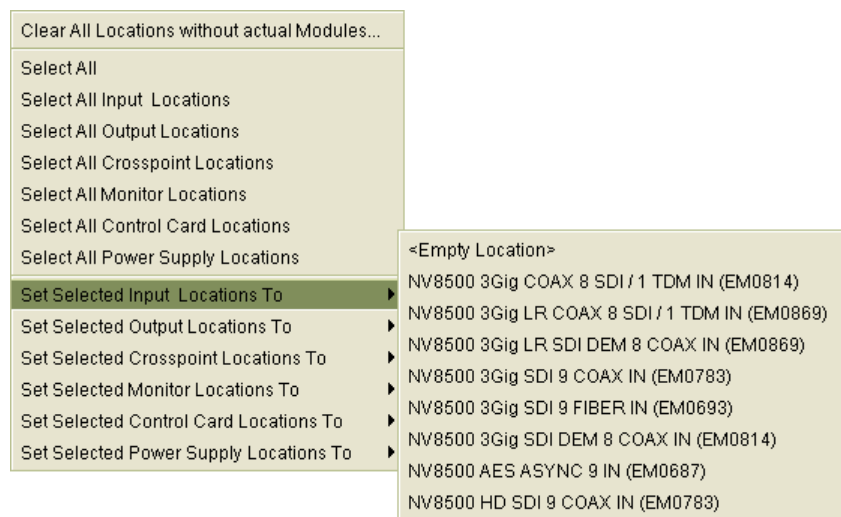 Clear All Locations without actual Modules...
Select All
Select All Input  Locations
Select All Output Locations
Select All Crosspoint Locations
Select All Monitor Locations
Select All Control Card Locations
Select All Power Supply Locations
Set Selected Input  Locations To
Set Selected Output Locations To
Set Selected Crosspoint Locations To
Set Selected Monitor Locations To
Set Selected Control Card Locations To
Set Selected Power Supply Locations To
<Empty Location>
NV8500 3Gig COAX 8 SDI / 1 TDM IN (EM0814)
NV8500 3Gig LR COAX 8 SDI / 1 TDM IN (EM0869)
NV8500 3Gig LR SDI DEM 8 COAX IN (EM0869)
NV8500 3Gig SDI 9 COAX IN (EM0783)
NV8500 3Gig SDI 9 FIBER IN (EM0693)
NV8500 3Gig SDI DEM 8 COAX IN (EM0814)
NV8500 AES ASYNC 9 IN (EM0687)
NV8500 HD SDI 9 COAX IN (EM0783)